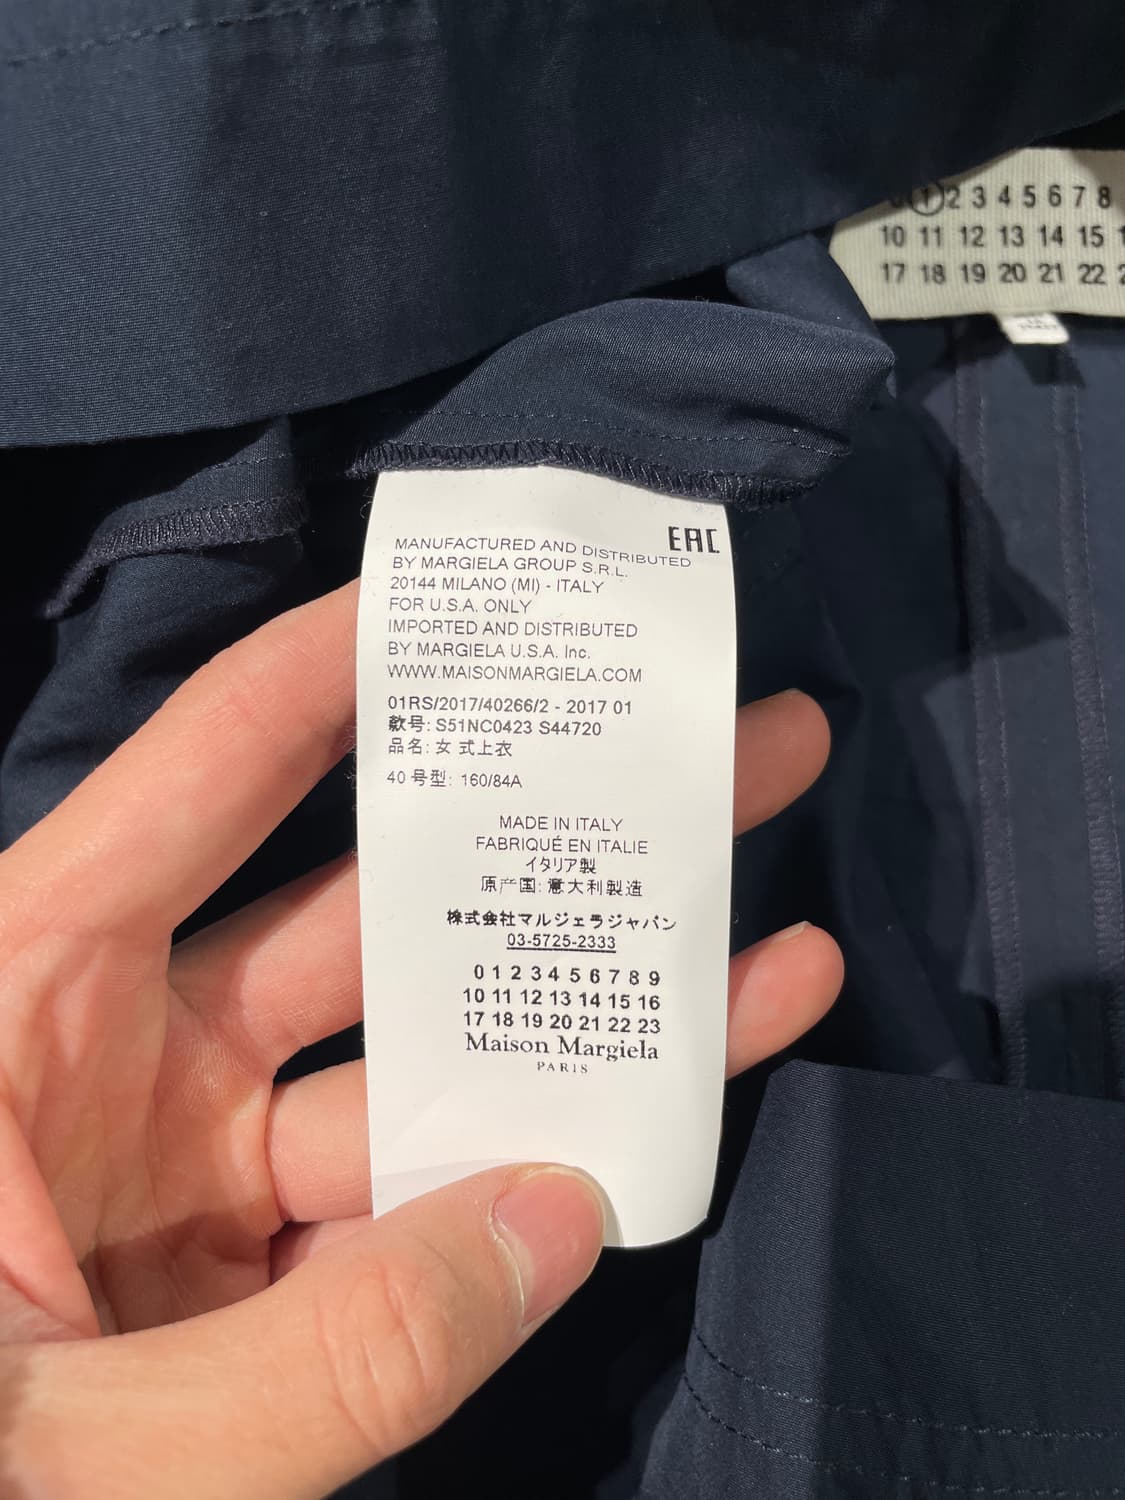 1 2 3 4 5 6 7 8
10 11 12 13 14 15
17 18 19 20 21 22
EAC
MANUFACTURED AND DISTRIBUTED
BY MARGIELA GROUP S.R.L.
20144 MILANO (MI) - ITALY
FOR U.S.A. ONLY
IMPORTED AND DISTRIBUTED
BY MARGIELA U.S.A. Inc.
WWW.MAISONMARGIELA.COM
01RS/2017/40266/2 - 2017 01
款号: S51NC0423 S44720
品名: 女 式上衣
40 号型: 160/84A
MADE IN ITALY
FABRIQUÉ EN ITALIE
イタリア製
原产国: 意大利製造
株式会社マルジェラジャパン
03-5725-2333
0 1 2 3 4 5 6 7 8 9
10 11 12 13 14 15 16
17 18 19 20 21 22 23
Maison Margiela
PARIS